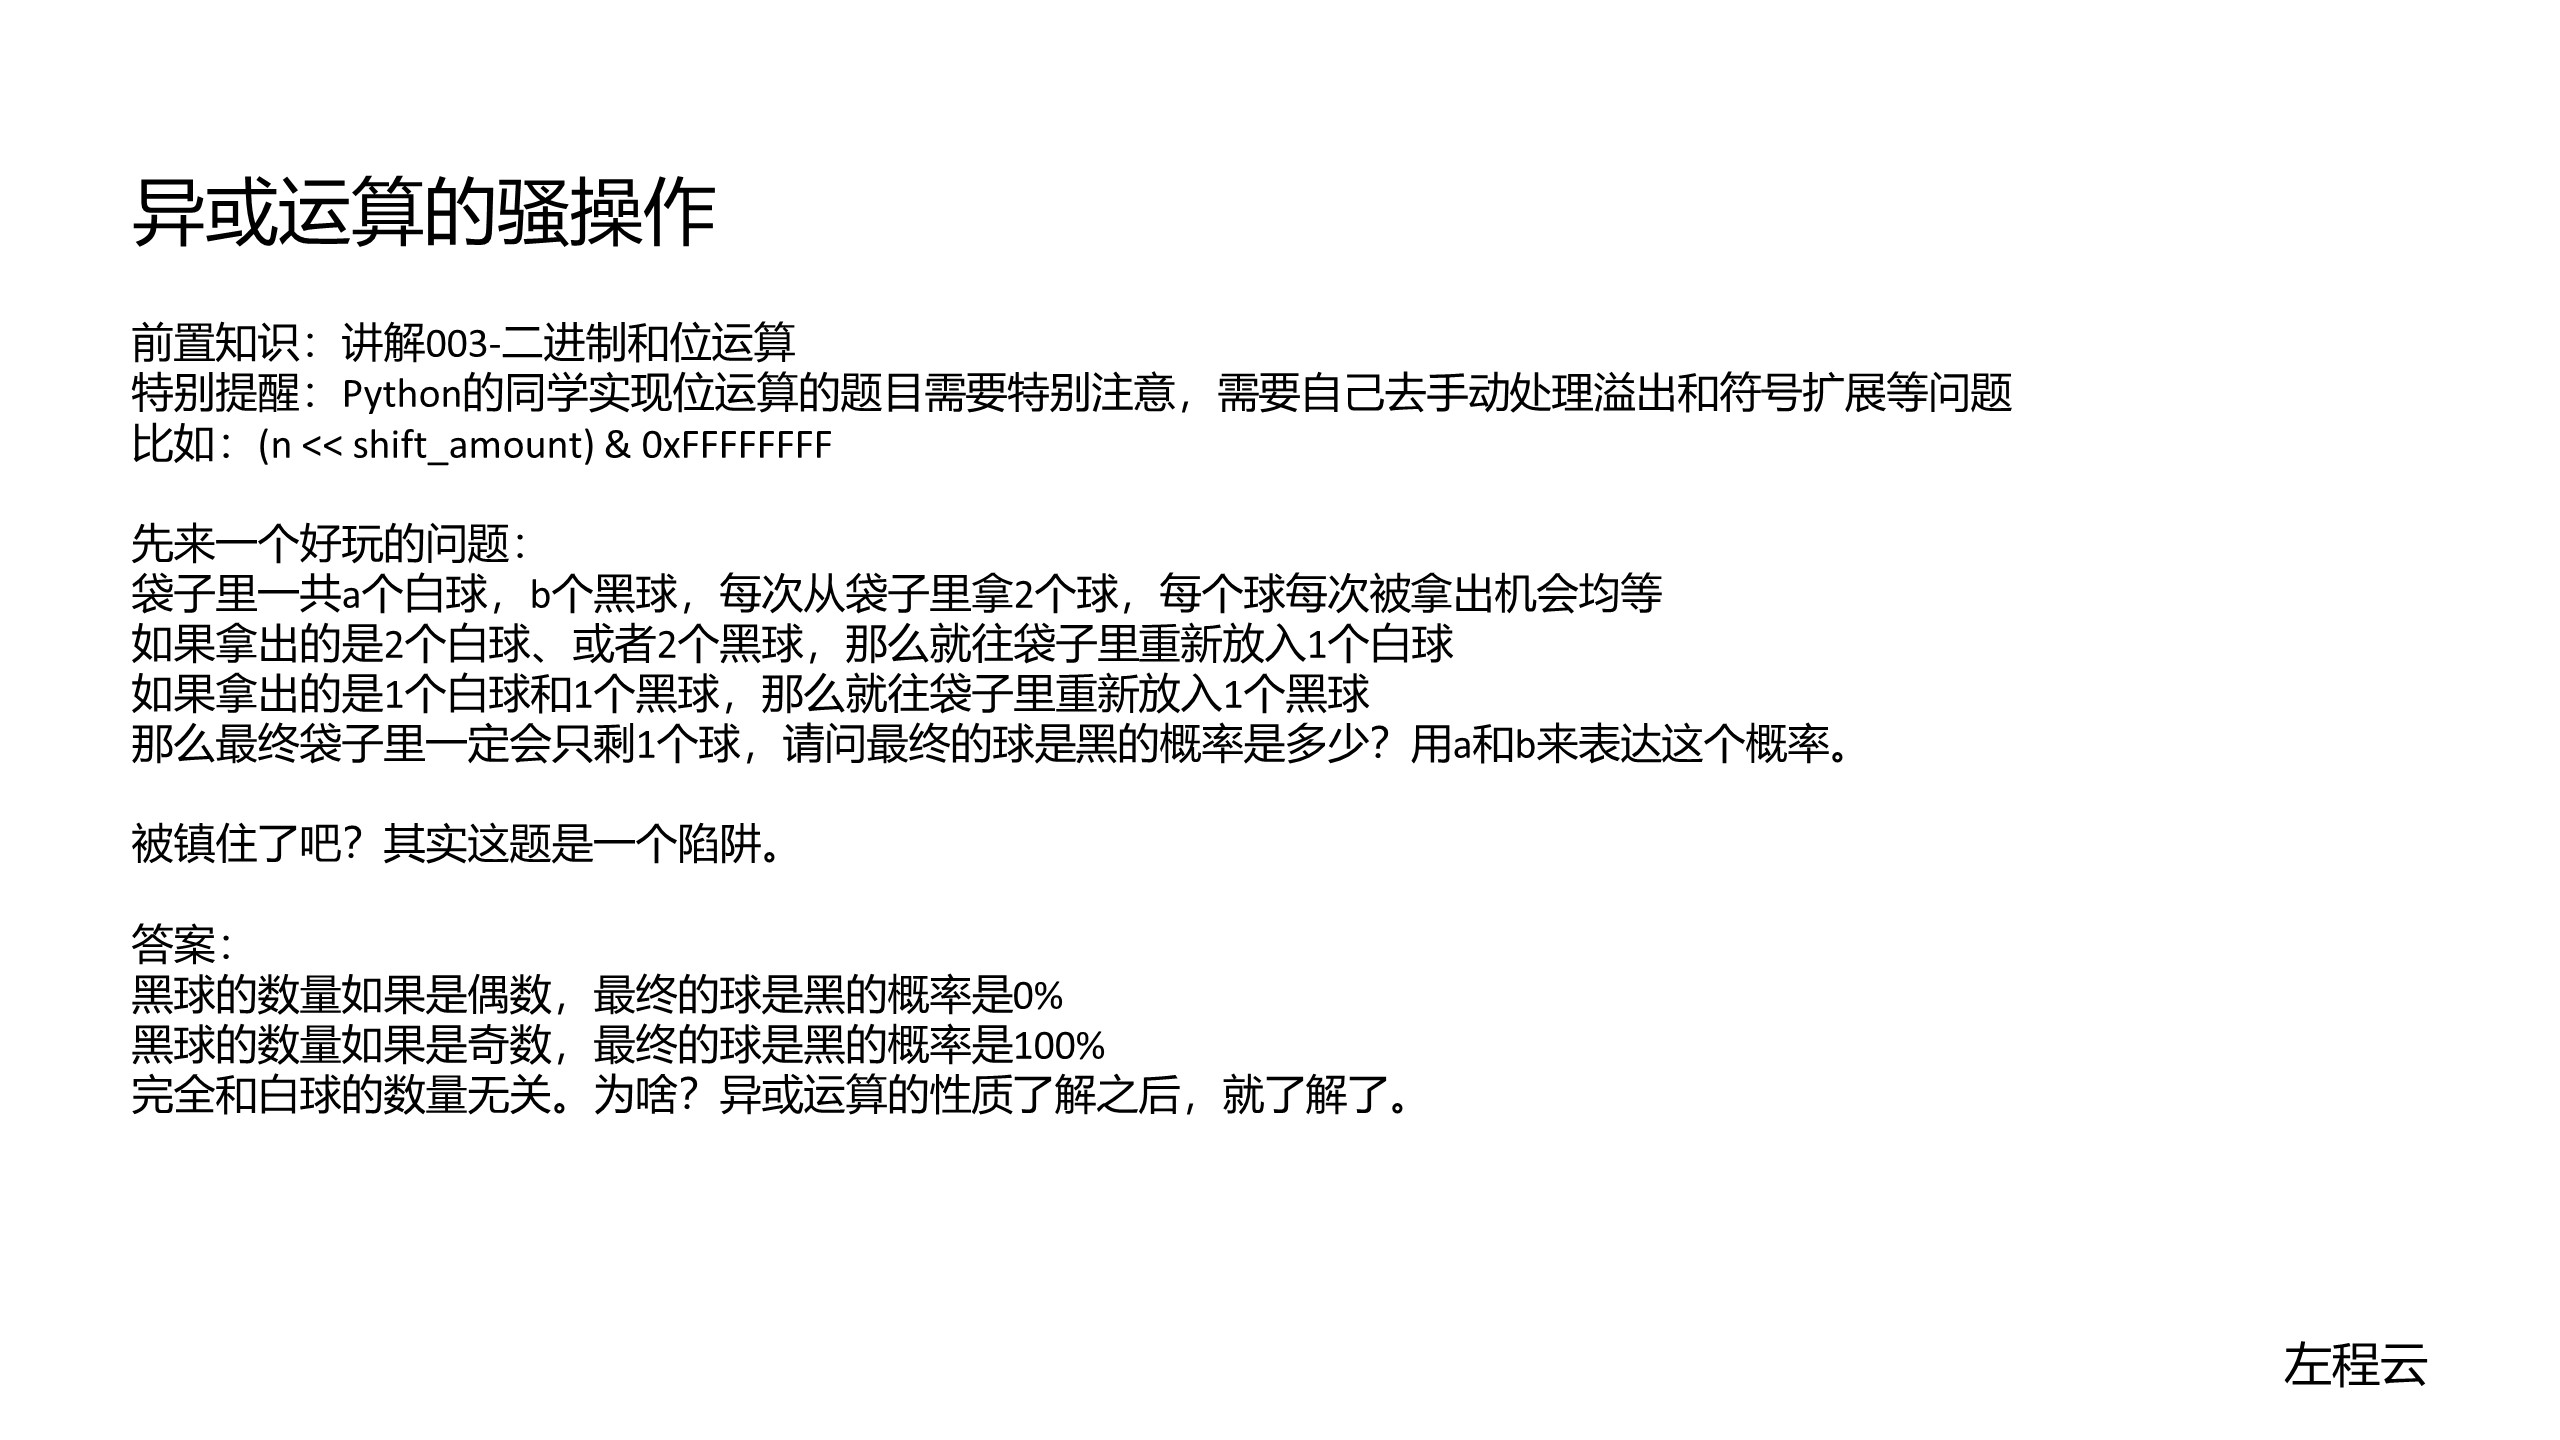 异或运算的骚操作
前置知识：讲解003-二进制和位运算
特别提醒：Python的同学实现位运算的题目需要特别注意，需要自己去手动处理溢出和符号扩展等问题
比如：(n << shift_amount) & 0xFFFFFFFF
先来一个好玩的问题：
袋子里一共a个白球，b个黑球，每次从袋子里拿2个球，每个球每次被拿出机会均等
如果拿出的是2个白球、或者2个黑球，那么就往袋子里重新放入1个白球
如果拿出的是1个白球和1个黑球，那么就往袋子里重新放入1个黑球
那么最终袋子里一定会只剩1个球，请问最终的球是黑的概率是多少？用a和b来表达这个概率。
被镇住了吧？其实这题是一个陷阱。
答案：
黑球的数量如果是偶数，最终的球是黑的概率是0%
黑球的数量如果是奇数，最终的球是黑的概率是100%
完全和白球的数量无关。为啥？异或运算的性质了解之后，就了解了。
左程云